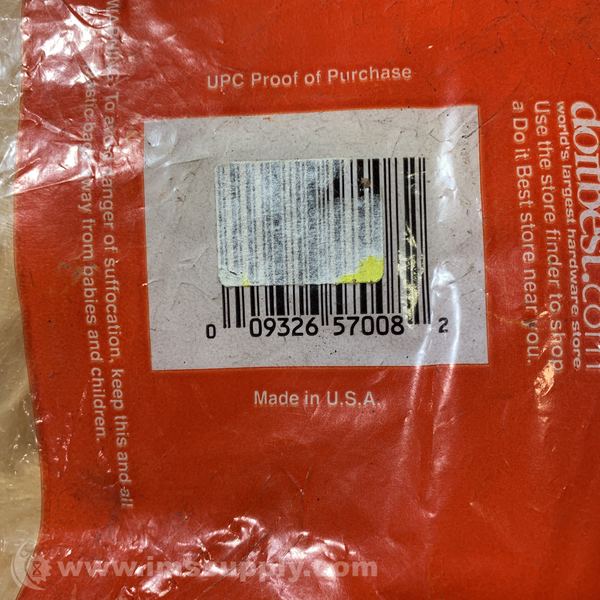 UPC Proof of Purchase
0 09326 57008 2
Made in U.S.A.
doitbest.com
world's largest hardware store
Use the store finder to shop
a Do it Best store near you.
To avoid danger of suffocation, keep this and all
plastic bags away from babies and children.
www.imssupply.com